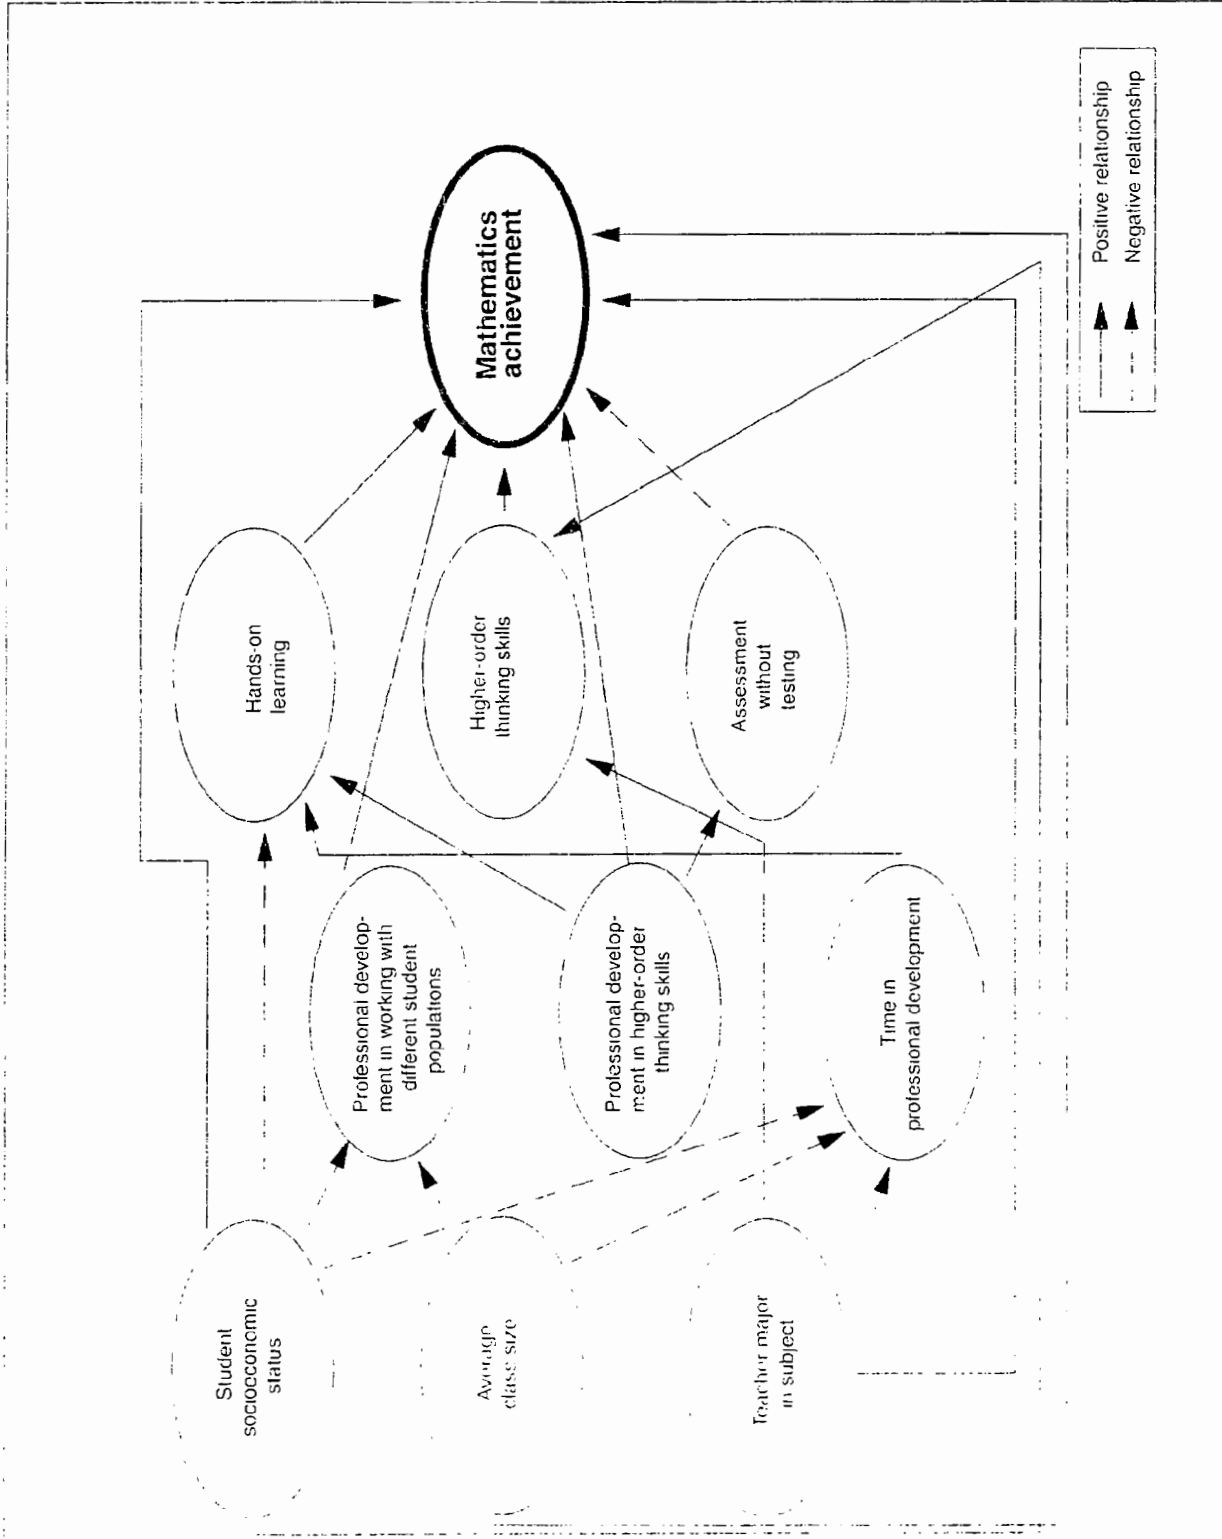 Student
socioeconomic
status
Average
class size
Teacher major
in subject
Professional develop-
ment in working with
different student
populations
Professional develop-
ment in higher-order
thinking skills
Time in
professional development
Hands-on
learning
Higher-order
thinking skills
Assessment
without
testing
Mathematics
achievement
Positive relationship
Negative relationship